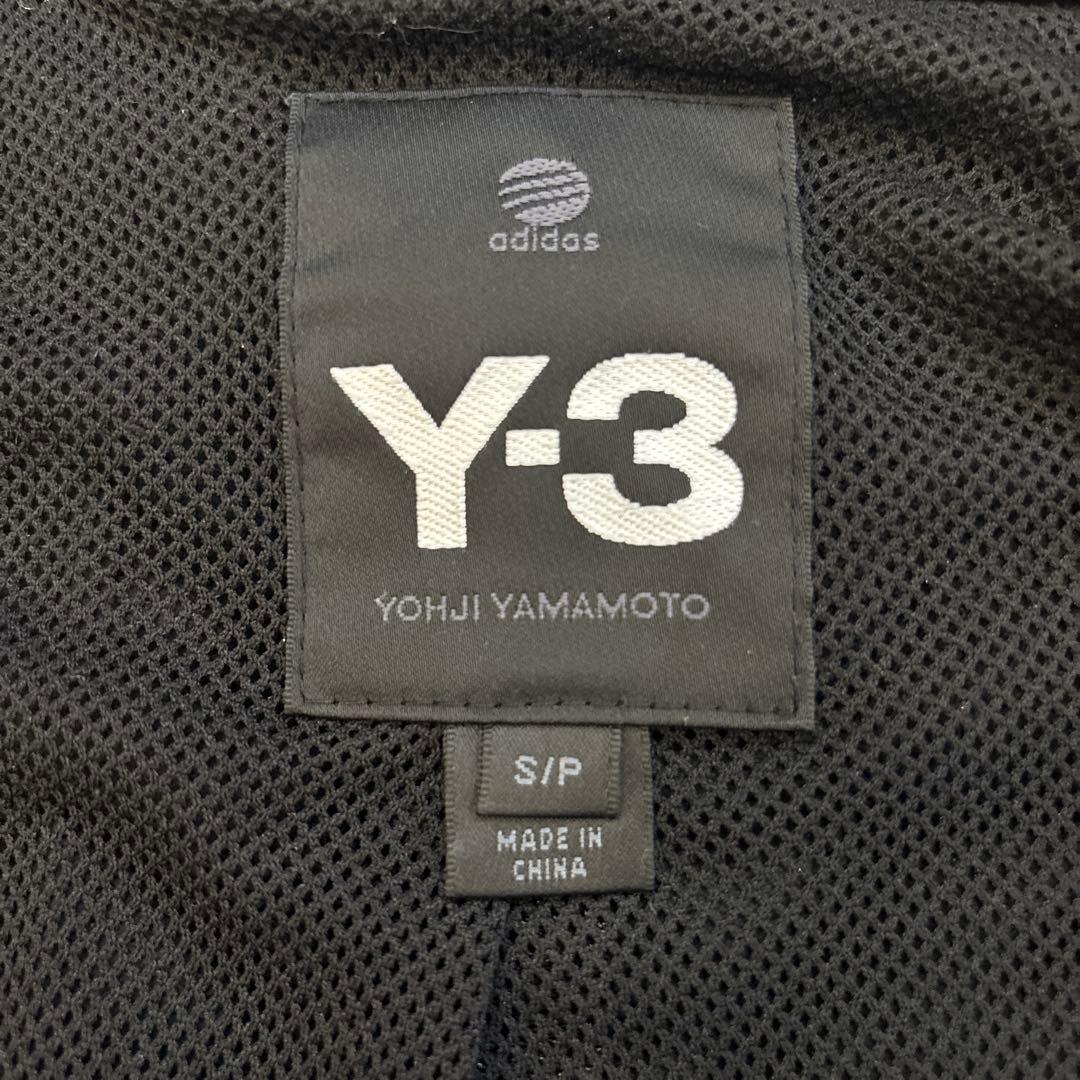 adidas
Y-3
YOHJI YAMAMOTO
S/P
MADE IN
CHINA